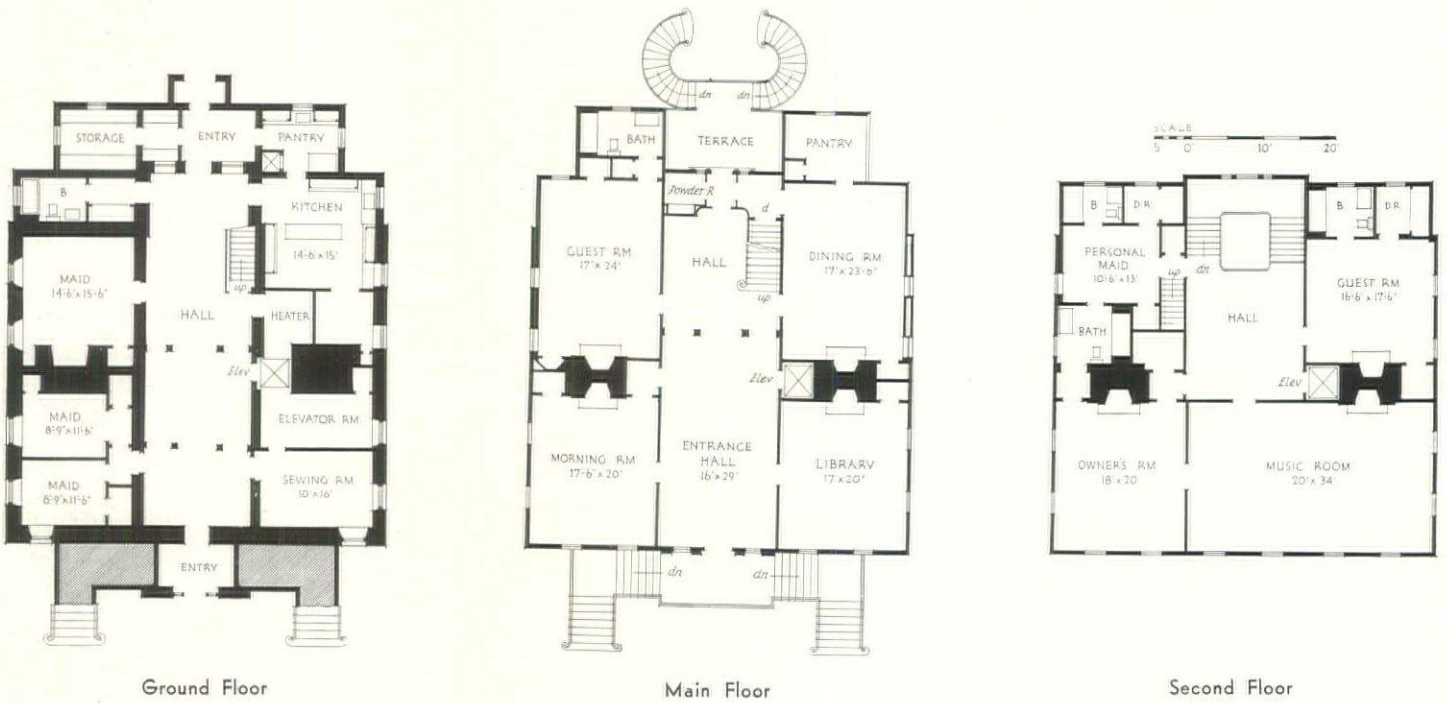 STORAGE
ENTRY
PANTRY
B
KITCHEN
14'-6" x 15'
MAID
14'-6" x 15'-6"
up
HALL
HEATER
Elev
MAID
8'-9" x 11'-6"
ELEVATOR RM
MAID
8'-9" x 11'-6"
SEWING RM
10' x 16'
ENTRY
Ground Floor
dn
dn
BATH
TERRACE
PANTRY
Powder R
d
GUEST RM
17' x 24'
HALL
DINING RM
17' x 23'-6"
up
Elev
MORNING RM
17'-6" x 20'
ENTRANCE
HALL
16' x 29'
LIBRARY
17' x 20'
dn
dn
Main Floor
SCALE
5' 0' 10' 20'
B
D.R.
B
D.R.
PERSONAL
MAID
10'-6" x 13'
up
dn
GUEST RM
16'-6" x 17'-6"
HALL
BATH
Elev
OWNER'S RM
18' x 20'
MUSIC ROOM
20' x 34'
Second Floor